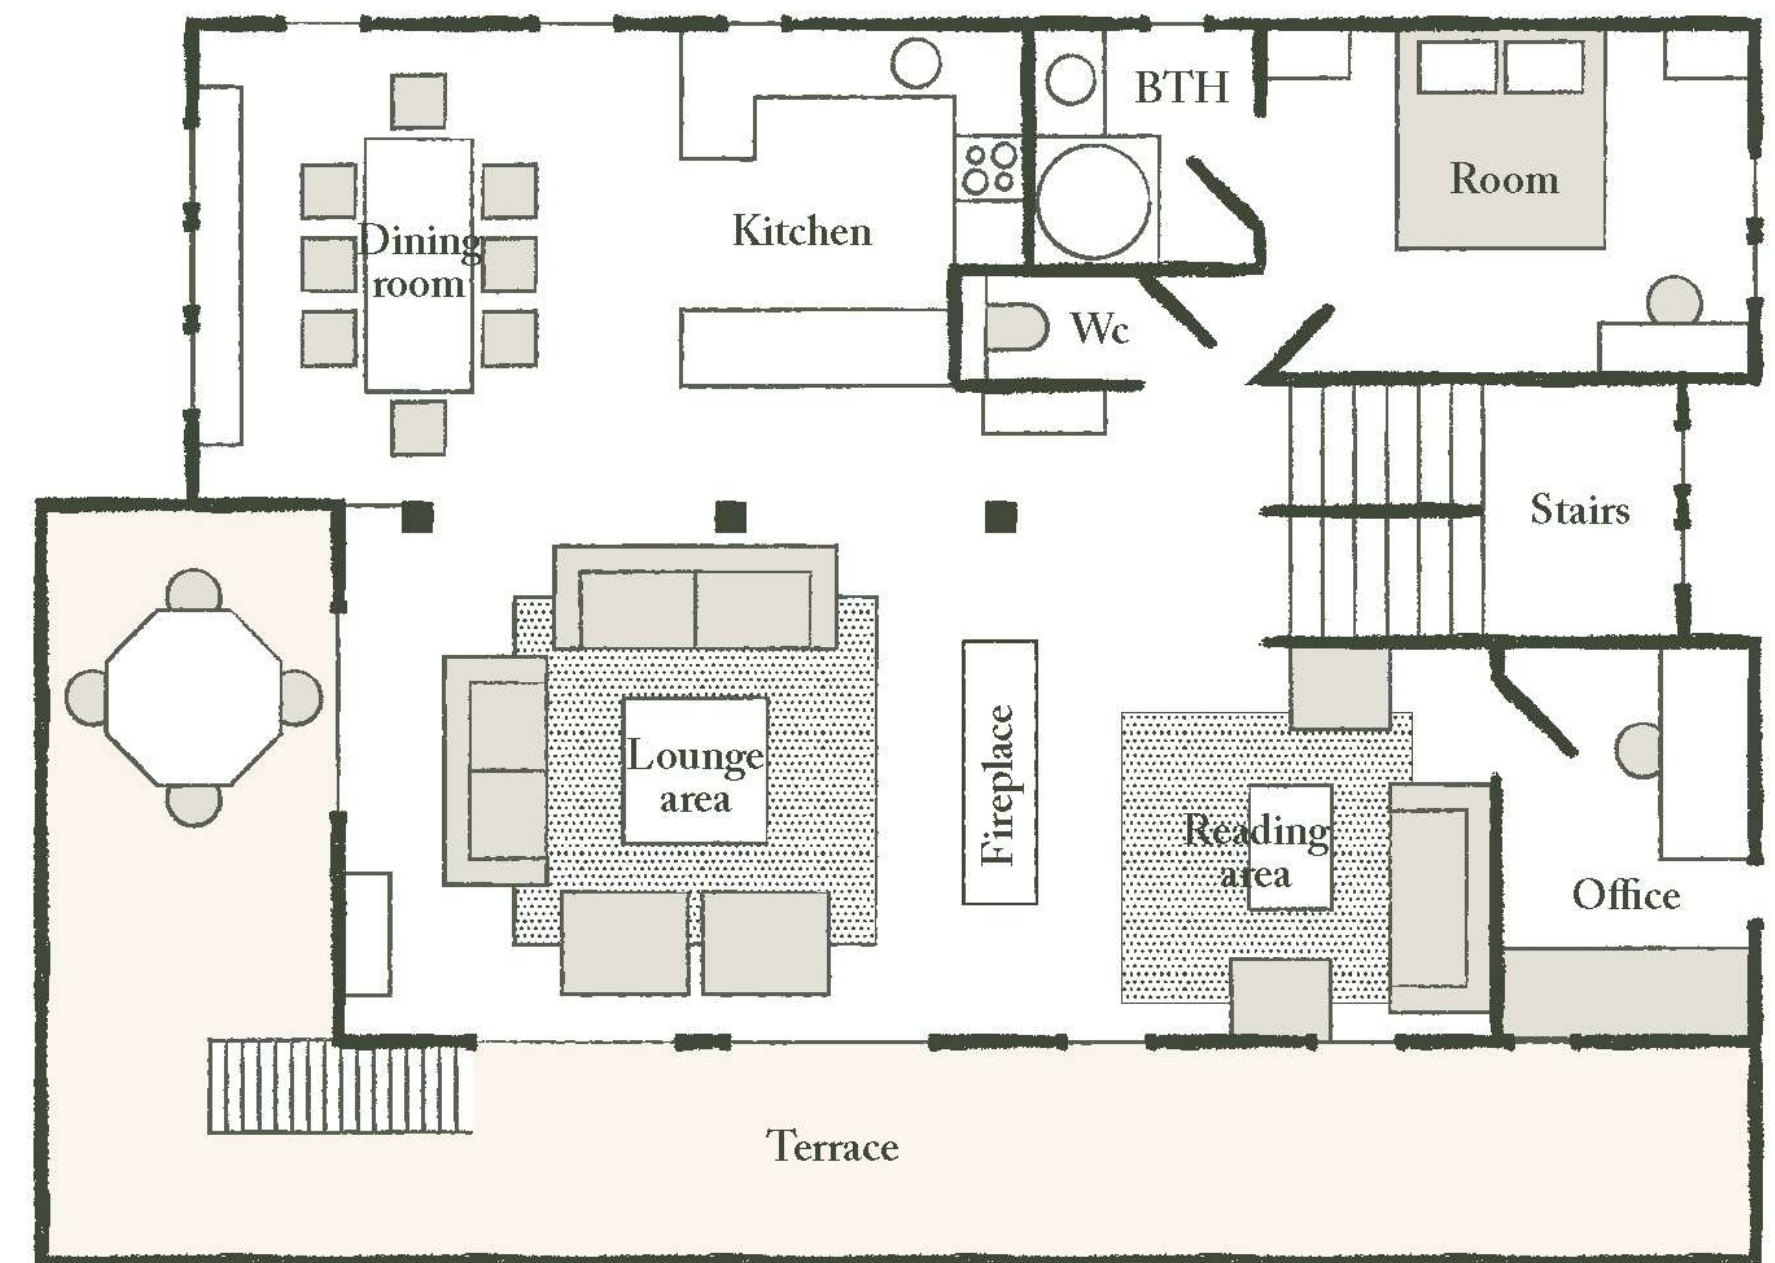 BTH
Room
Dining
room
Kitchen
Wc
Stairs
Lounge
area
Fireplace
Reading
area
Office
Terrace